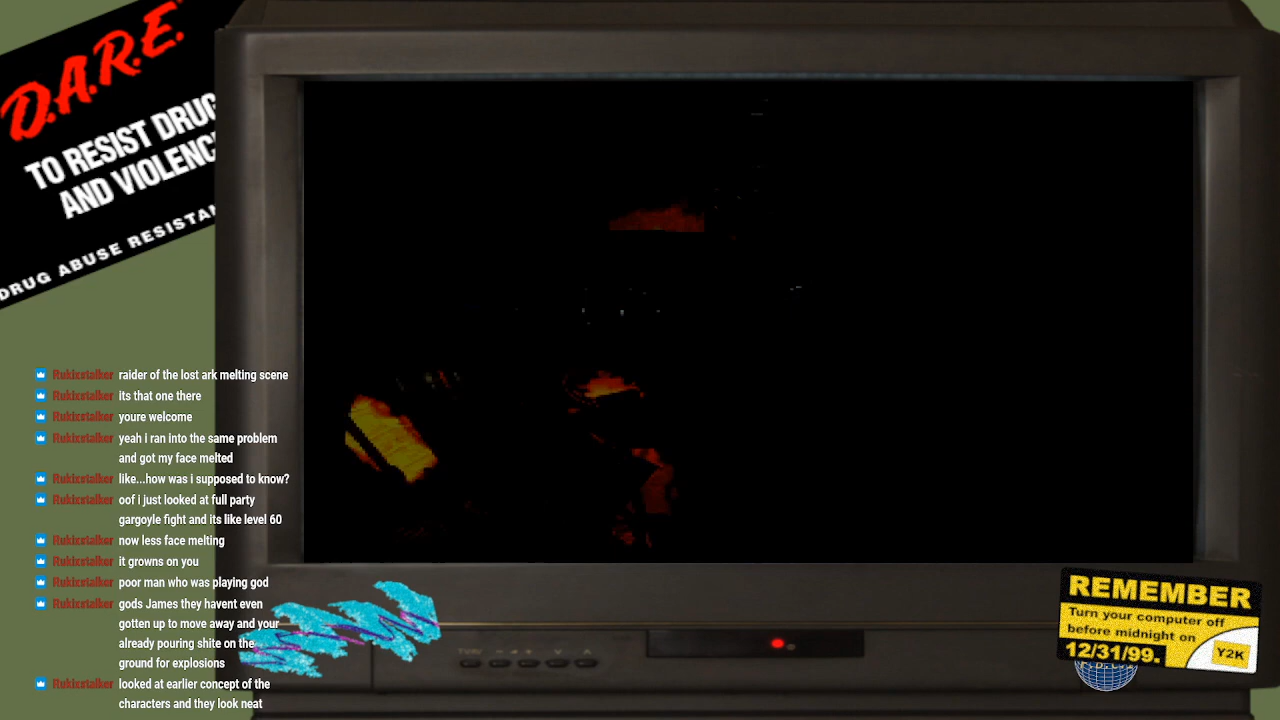 D.A.R.E.
TO RESIST DRUG
AND VIOLENC
DRUG ABUSE RESISTAN
Rukicstalker raider of the lost ark melting scene
Rukicstalker its that one there
Rukicstalker youre welcome
Rukicstalker yeah i ran into the same problem
and got my face melted
Rukicstalker like...how was i supposed to know?
Rukicstalker oof i just looked at full party
gargoyle fight and its like level 60
Rukicstalker now less face melting
Rukicstalker it growns on you
Rukicstalker poor man who was playing god
Rukicstalker gods James they havent even
gotten up to move away and your
already pouring shite on the
ground for explosions
Rukicstalker looked at earlier concept of the
characters and they look neat
TV/AV
REMEMBER
Turn your computer off
before midnight on
12/31/99.
Y2K